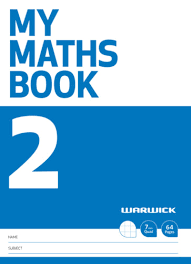 MY
MATHS
BOOK
2
WARWICK
7mm
Quad
64
Pages
NAME
SUBJECT